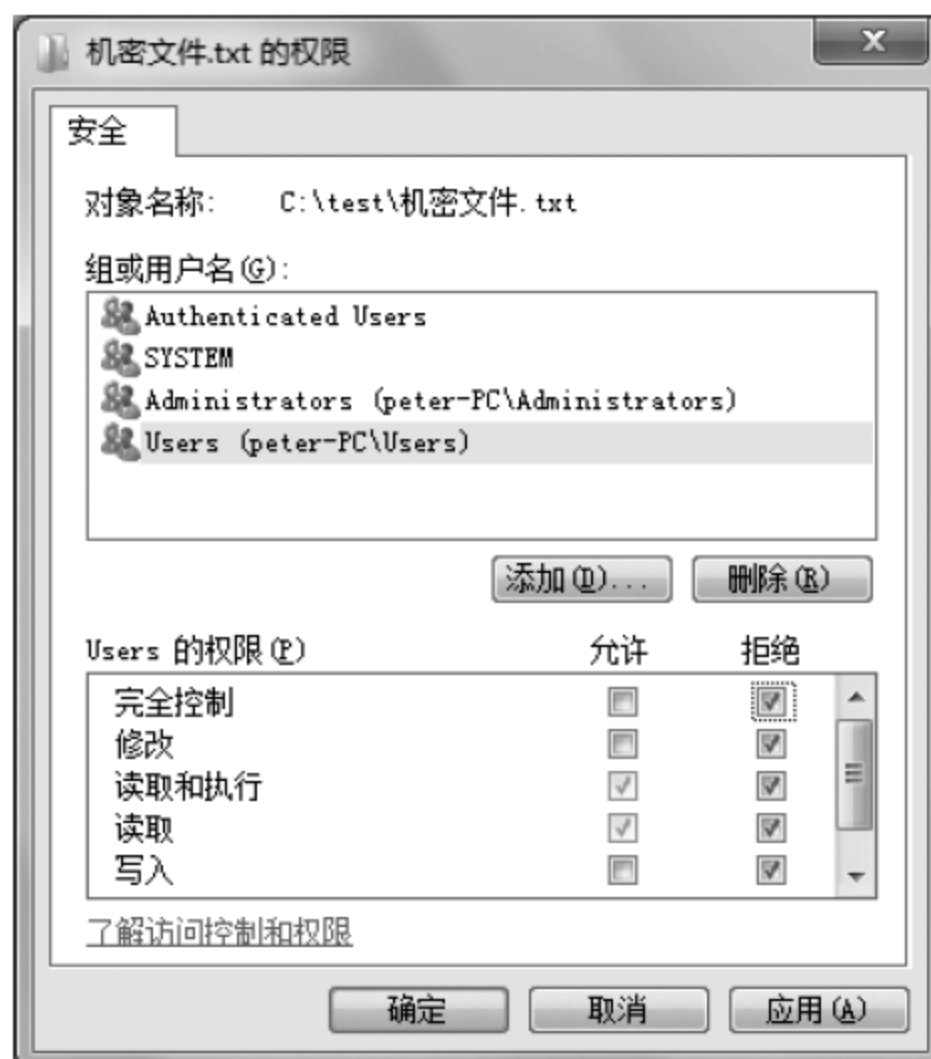 机密文件.txt 的权限
安全
对象名称: C:\test\机密文件.txt
组或用户名(G):
Authenticated Users
SYSTEM
Administrators (peter-PC\Administrators)
Users (peter-PC\Users)
添加(D)... 删除(R)
Users 的权限(P) 允许 拒绝
完全控制
修改
读取和执行
读取
写入
了解访问控制和权限
确定 取消 应用(A)